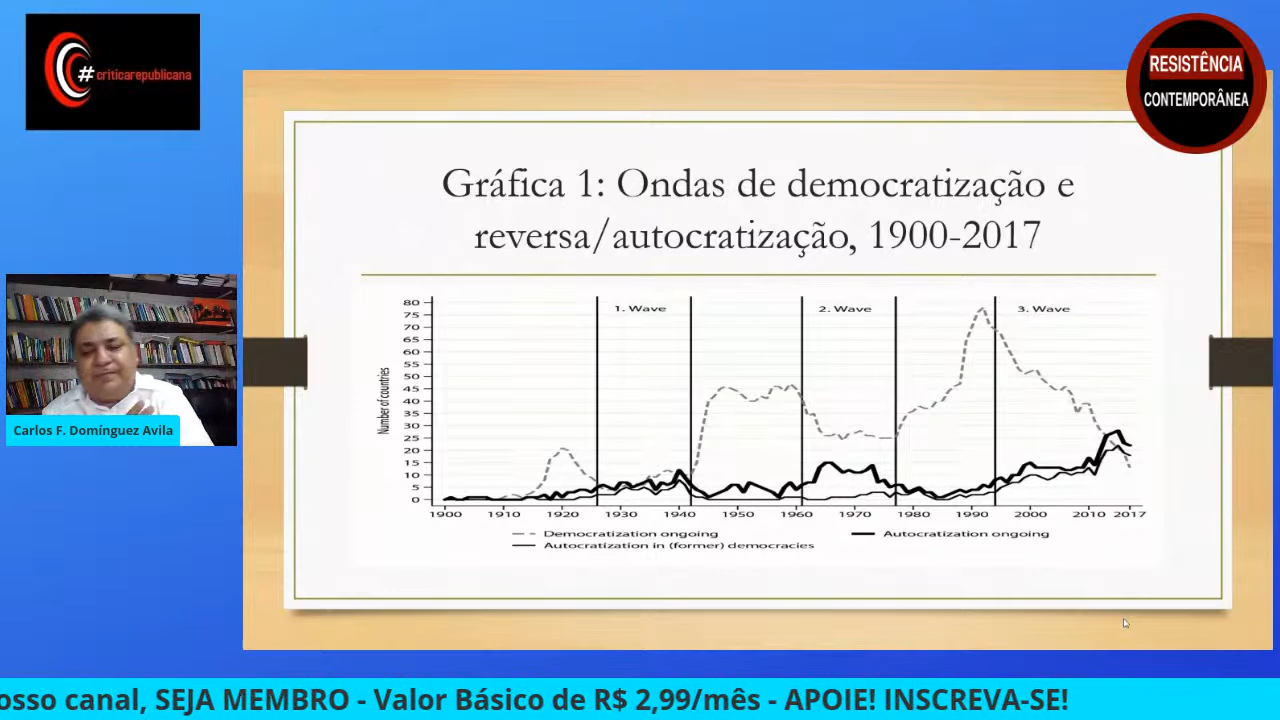 #criticarepublicana
RESISTÊNCIA
CONTEMPORÂNEA
Gráfica 1: Ondas de democratização e
reversa/autocratização, 1900-2017
80
75
70
65
60
55
50
45
40
35
30
25
20
15
10
5
0
Number of countries
1. Wave
2. Wave
3. Wave
1900 1910 1920 1930 1940 1950 1960 1970 1980 1990 2000 2010 2017
Democratization ongoing
Autocratization ongoing
Autocratization in (former) democracies
Carlos F. Domínguez Avila
osso canal, SEJA MEMBRO - Valor Básico de R$ 2,99/mês - APOIE! INSCREVA-SE!